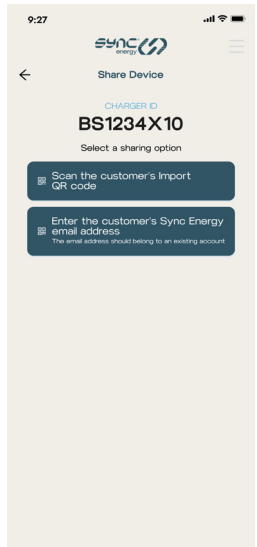 9:27
sync
energy
Share Device
CHARGER ID
BS1234X10
Select a sharing option
Scan the customer's Import
QR code
Enter the customer's Sync Energy
email address
The email address should belong to an existing account